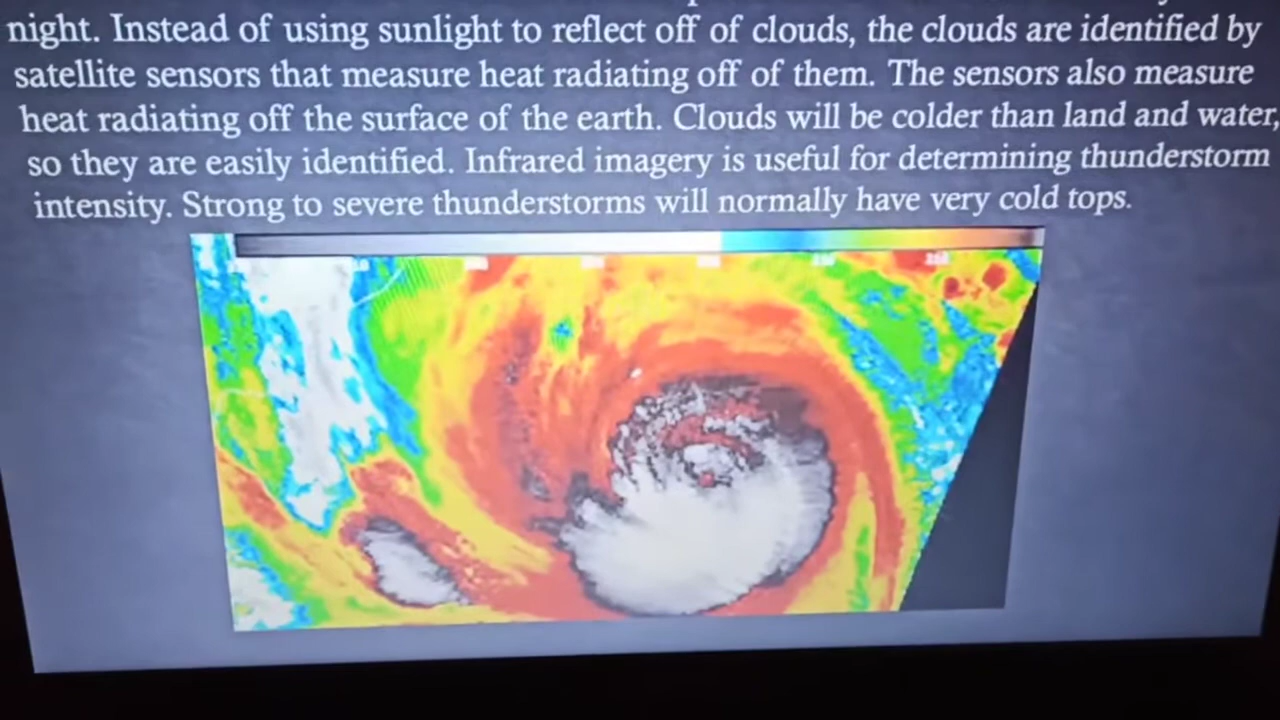 night. Instead of using sunlight to reflect off of clouds, the clouds are identified by
satellite sensors that measure heat radiating off of them. The sensors also measure
heat radiating off the surface of the earth. Clouds will be colder than land and water,
so they are easily identified. Infrared imagery is useful for determining thunderstorm
intensity. Strong to severe thunderstorms will normally have very cold tops.